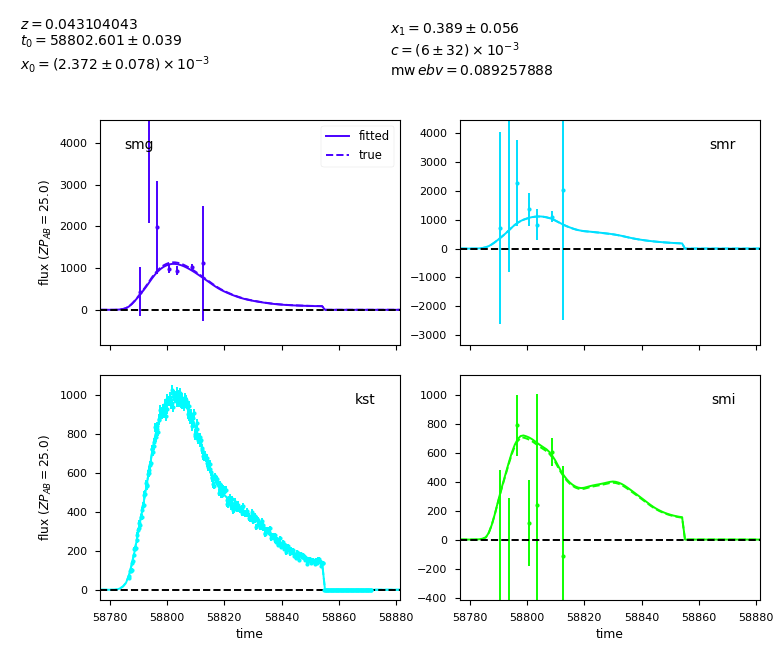 z = 0.043104043
t₀ = 58802.601 ± 0.039
x₀ = (2.372 ± 0.078) × 10⁻³
x₁ = 0.389 ± 0.056
c = (6 ± 32) × 10⁻³
mw ebv = 0.089257888
smg
fitted
true
4000
3000
2000
1000
0
flux (ZP_AB = 25.0)
smr
4000
3000
2000
1000
0
−1000
−2000
−3000
kst
1000
800
600
400
200
0
flux (ZP_AB = 25.0)
58780 58800 58820 58840 58860 58880
time
smi
1000
800
600
400
200
0
−200
−400
58780 58800 58820 58840 58860 58880
time